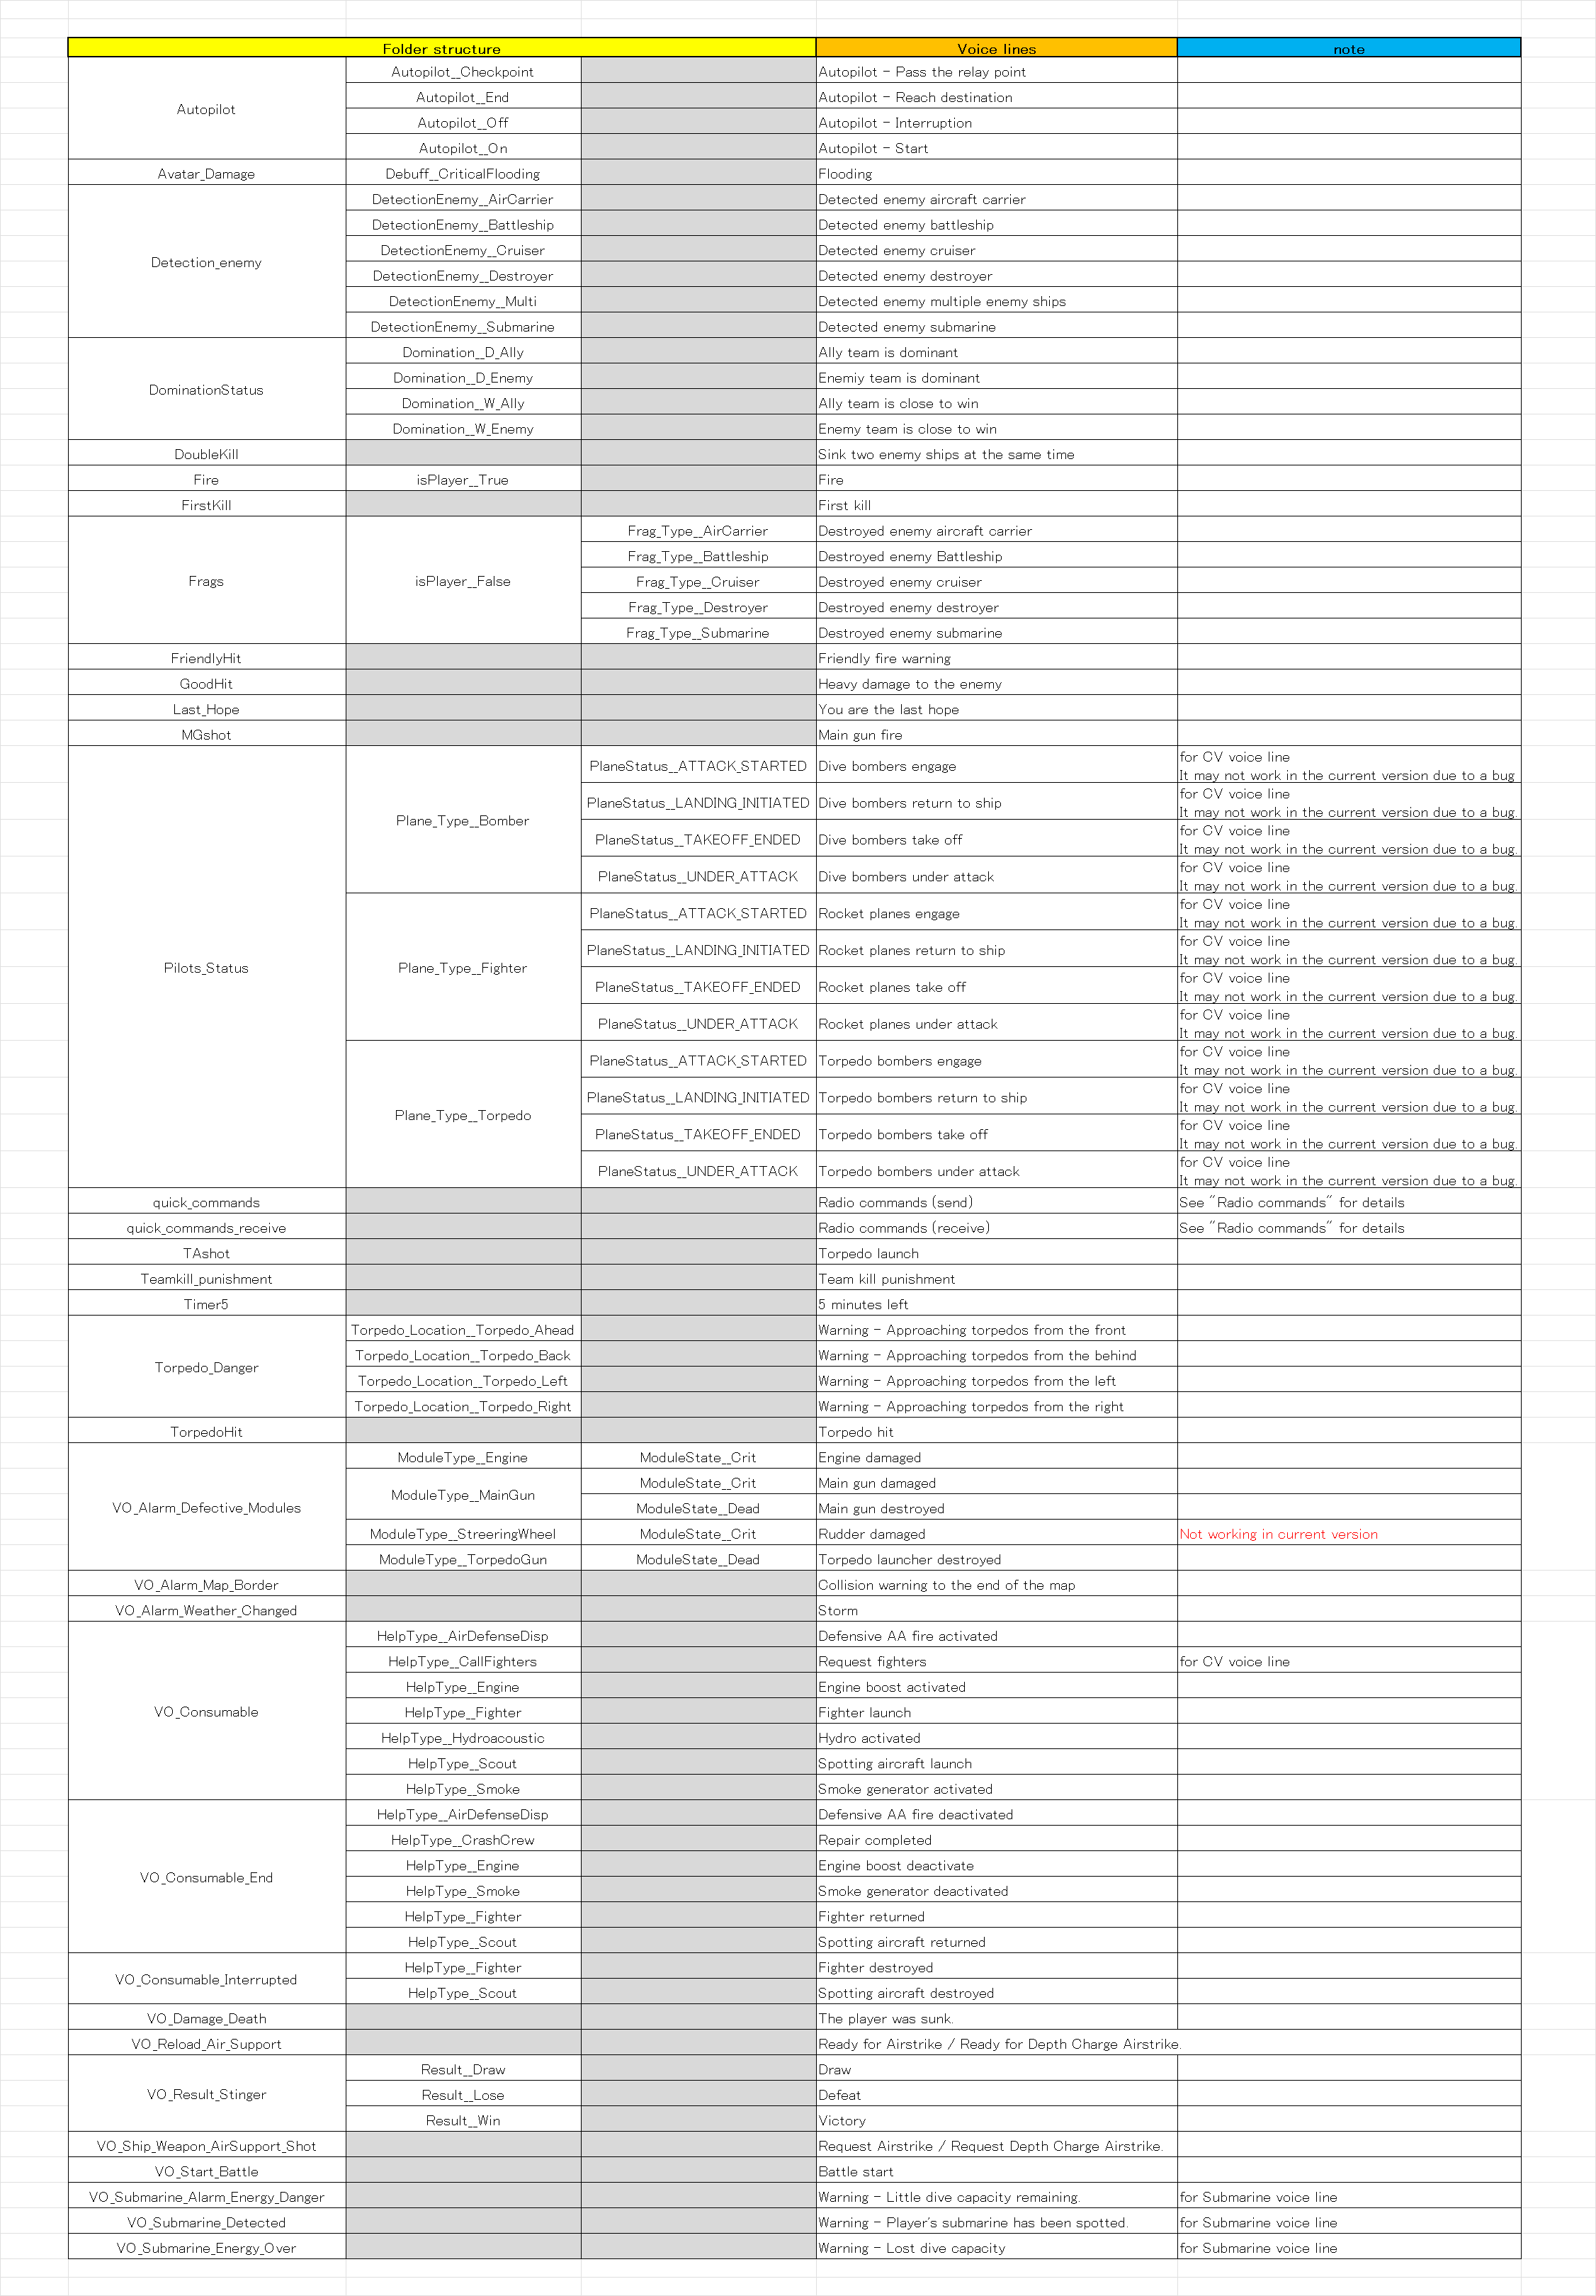 Folder structure	Voice lines	note
Autopilot	Autopilot__Checkpoint	Autopilot - Pass the relay point
Autopilot__End	Autopilot - Reach destination
Autopilot__Off	Autopilot - Interruption
Autopilot__On	Autopilot - Start
Avatar_Damage	Debuff__CriticalFlooding	Flooding
Detection_enemy	DetectionEnemy__AirCarrier	Detected enemy aircraft carrier
DetectionEnemy__Battleship	Detected enemy battleship
DetectionEnemy__Cruiser	Detected enemy cruiser
DetectionEnemy__Destroyer	Detected enemy destroyer
DetectionEnemy__Multi	Detected enemy multiple enemy ships
DetectionEnemy__Submarine	Detected enemy submarine
DominationStatus	Domination__D_Ally	Ally team is dominant
Domination__D_Enemy	Enemiy team is dominant
Domination__W_Ally	Ally team is close to win
Domination__W_Enemy	Enemy team is close to win
DoubleKill	Sink two enemy ships at the same time
Fire	isPlayer__True	Fire
FirstKill	First kill
Frags	isPlayer__False	Frag_Type__AirCarrier	Destroyed enemy aircraft carrier
Frag_Type__Battleship	Destroyed enemy Battleship
Frag_Type__Cruiser	Destroyed enemy cruiser
Frag_Type__Destroyer	Destroyed enemy destroyer
Frag_Type__Submarine	Destroyed enemy submarine
FriendlyHit	Friendly fire warning
GoodHit	Heavy damage to the enemy
Last_Hope	You are the last hope
MGshot	Main gun fire
Pilots_Status	Plane_Type__Bomber	PlaneStatus__ATTACK_STARTED	Dive bombers engage	for CV voice line
It may not work in the current version due to a bug
PlaneStatus__LANDING_INITIATED	Dive bombers return to ship	for CV voice line
It may not work in the current version due to a bug.
PlaneStatus__TAKEOFF_ENDED	Dive bombers take off	for CV voice line
It may not work in the current version due to a bug.
PlaneStatus__UNDER_ATTACK	Dive bombers under attack	for CV voice line
It may not work in the current version due to a bug.
Plane_Type__Fighter	PlaneStatus__ATTACK_STARTED	Rocket planes engage	for CV voice line
It may not work in the current version due to a bug.
PlaneStatus__LANDING_INITIATED	Rocket planes return to ship	for CV voice line
It may not work in the current version due to a bug.
PlaneStatus__TAKEOFF_ENDED	Rocket planes take off	for CV voice line
It may not work in the current version due to a bug.
PlaneStatus__UNDER_ATTACK	Rocket planes under attack	for CV voice line
It may not work in the current version due to a bug.
Plane_Type__Torpedo	PlaneStatus__ATTACK_STARTED	Torpedo bombers engage	for CV voice line
It may not work in the current version due to a bug.
PlaneStatus__LANDING_INITIATED	Torpedo bombers return to ship	for CV voice line
It may not work in the current version due to a bug.
PlaneStatus__TAKEOFF_ENDED	Torpedo bombers take off	for CV voice line
It may not work in the current version due to a bug.
PlaneStatus__UNDER_ATTACK	Torpedo bombers under attack	for CV voice line
It may not work in the current version due to a bug.
quick_commands	Radio commands (send)	See "Radio commands" for details
quick_commands_receive	Radio commands (receive)	See "Radio commands" for details
TAshot	Torpedo launch
Teamkill_punishment	Team kill punishment
Timer5	5 minutes left
Torpedo_Danger	Torpedo_Location__Torpedo_Ahead	Warning - Approaching torpedos from the front
Torpedo_Location__Torpedo_Back	Warning - Approaching torpedos from the behind
Torpedo_Location__Torpedo_Left	Warning - Approaching torpedos from the left
Torpedo_Location__Torpedo_Right	Warning - Approaching torpedos from the right
TorpedoHit	Torpedo hit
VO_Alarm_Defective_Modules	ModuleType__Engine	ModuleState__Crit	Engine damaged
ModuleType__MainGun	ModuleState__Crit	Main gun damaged
ModuleState__Dead	Main gun destroyed
ModuleType__StreeringWheel	ModuleState__Crit	Rudder damaged	Not working in current version
ModuleType__TorpedoGun	ModuleState__Dead	Torpedo launcher destroyed
VO_Alarm_Map_Border	Collision warning to the end of the map
VO_Alarm_Weather_Changed	Storm
VO_Consumable	HelpType__AirDefenseDisp	Defensive AA fire activated
HelpType__CallFighters	Request fighters	for CV voice line
HelpType__Engine	Engine boost activated
HelpType__Fighter	Fighter launch
HelpType__Hydroacoustic	Hydro activated
HelpType__Scout	Spotting aircraft launch
HelpType__Smoke	Smoke generator activated
VO_Consumable_End	HelpType__AirDefenseDisp	Defensive AA fire deactivated
HelpType__CrashCrew	Repair completed
HelpType__Engine	Engine boost deactivate
HelpType__Smoke	Smoke generator deactivated
HelpType__Fighter	Fighter returned
HelpType__Scout	Spotting aircraft returned
VO_Consumable_Interrupted	HelpType__Fighter	Fighter destroyed
HelpType__Scout	Spotting aircraft destroyed
VO_Damage_Death	The player was sunk.
VO_Reload_Air_Support	Ready for Airstrike / Ready for Depth Charge Airstrike.
VO_Result_Stinger	Result__Draw	Draw
Result__Lose	Defeat
Result__Win	Victory
VO_Ship_Weapon_AirSupport_Shot	Request Airstrike / Request Depth Charge Airstrike.
VO_Start_Battle	Battle start
VO_Submarine_Alarm_Energy_Danger	Warning - Little dive capacity remaining.	for Submarine voice line
VO_Submarine_Detected	Warning - Player's submarine has been spotted.	for Submarine voice line
VO_Submarine_Energy_Over	Warning - Lost dive capacity	for Submarine voice line